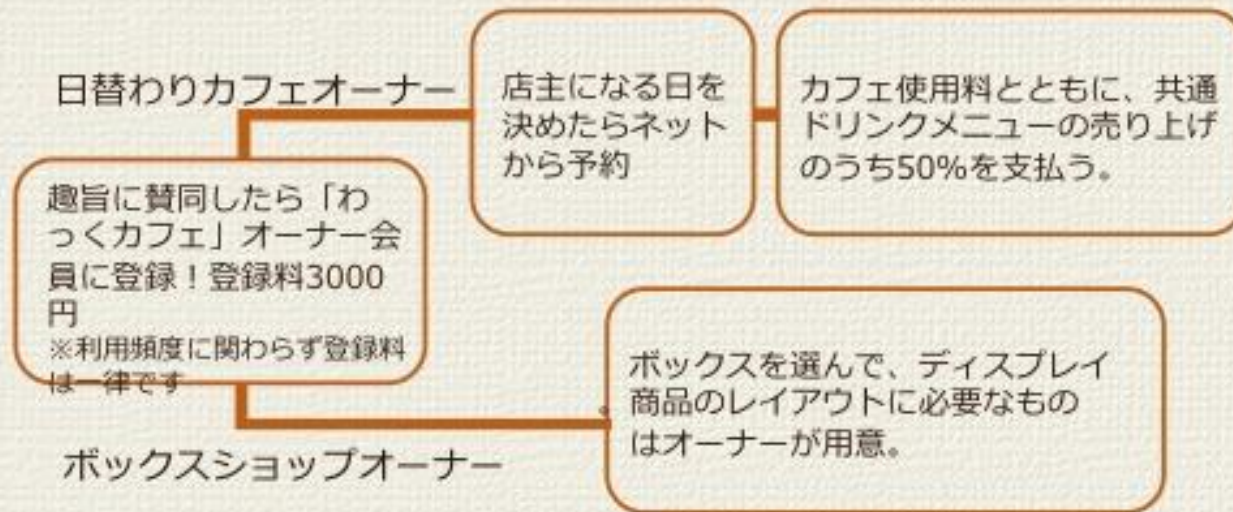 日替わりカフェオーナー
店主になる日を
決めたらネット
から予約
カフェ使用料とともに、共通
ドリンクメニューの売り上げ
のうち50%を支払う。
趣旨に賛同したら「わ
っくカフェ」オーナー会
員に登録！登録料3000
円
※利用頻度に関わらず登録料
は一律です
。
ボックスを選んで、ディスプレイ
商品のレイアウトに必要なもの
はオーナーが用意。
ボックスショップオーナー